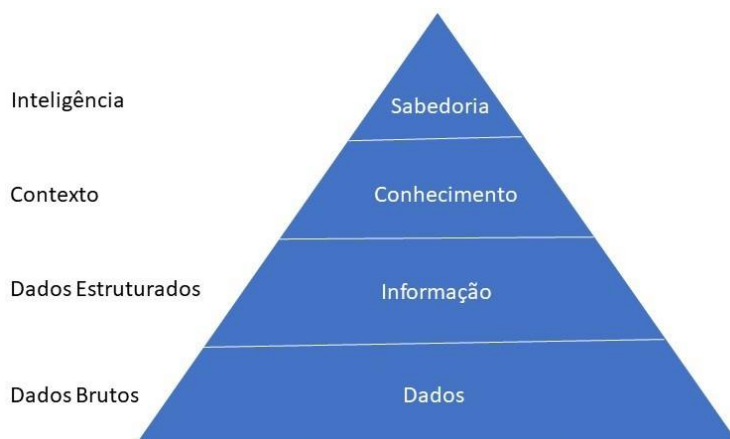 Inteligência
Sabedoria
Contexto
Conhecimento
Dados Estruturados
Informação
Dados Brutos
Dados